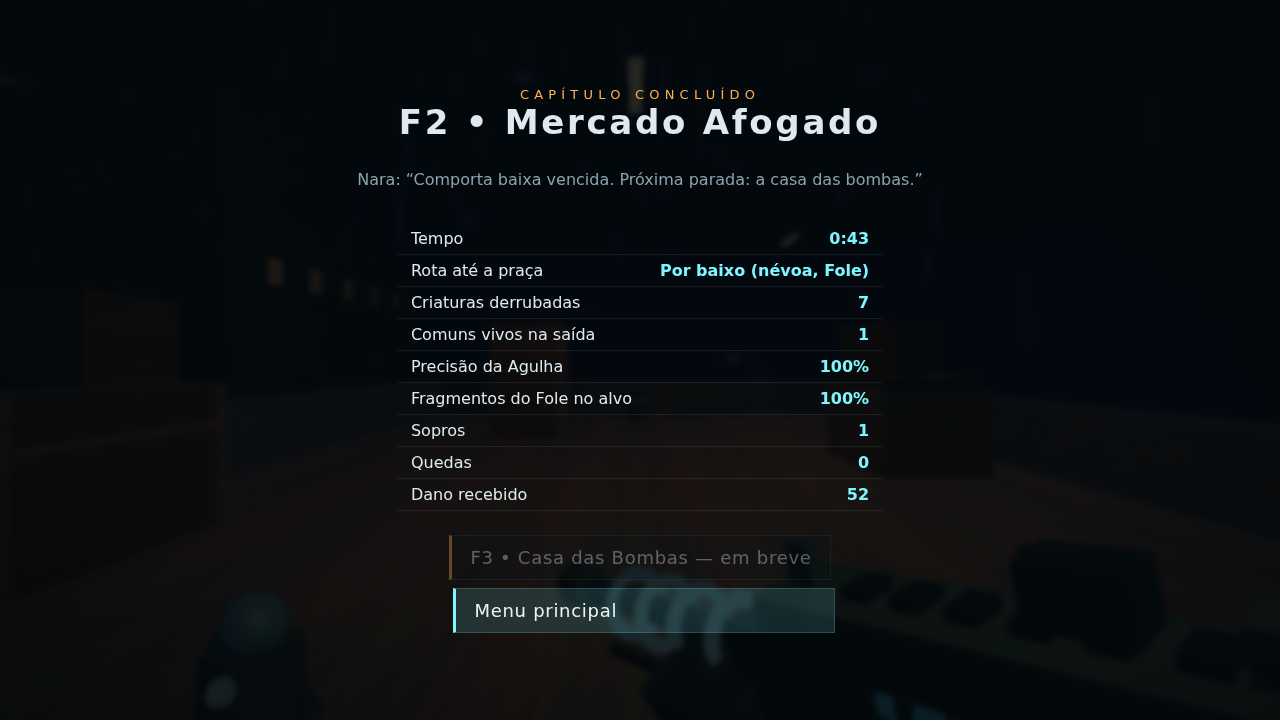 CAPÍTULO CONCLUÍDO
F2 • Mercado Afogado
Nara: “Comporta baixa vencida. Próxima parada: a casa das bombas.”
Tempo 0:43
Rota até a praça Por baixo (névoa, Fole)
Criaturas derrubadas 7
Comuns vivos na saída 1
Precisão da Agulha 100%
Fragmentos do Fole no alvo 100%
Sopros 1
Quedas 0
Dano recebido 52
F3 • Casa das Bombas — em breve
Menu principal